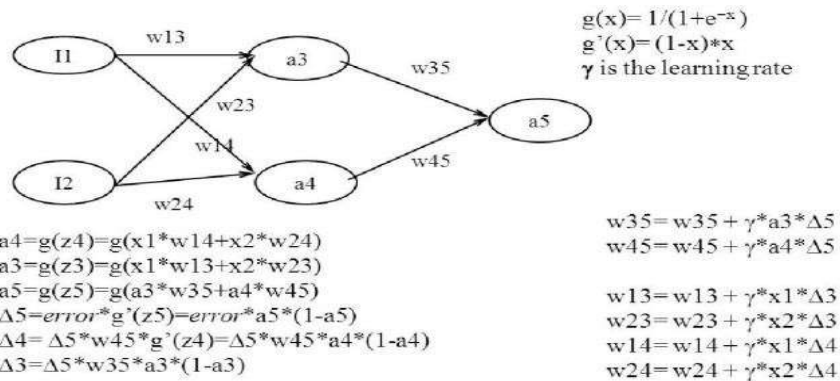 g(x)= 1/(1+e⁻ˣ)
g’(x)= (1-x)*x
γ is the learning rate
I1
w13
a3
w35
w23
a5
w14
I2
a4
w45
w24
a4=g(z4)=g(x1*w14+x2*w24)
a3=g(z3)=g(x1*w13+x2*w23)
a5=g(z5)=g(a3*w35+a4*w45)
Δ5=error*g’(z5)=error*a5*(1-a5)
Δ4= Δ5*w45*g’(z4)=Δ5*w45*a4*(1-a4)
Δ3=Δ5*w35*a3*(1-a3)
w35= w35 + γ*a3*Δ5
w45= w45 + γ*a4*Δ5
w13= w13 + γ*x1*Δ3
w23= w23 + γ*x2*Δ3
w14= w14 + γ*x1*Δ4
w24= w24 + γ*x2*Δ4